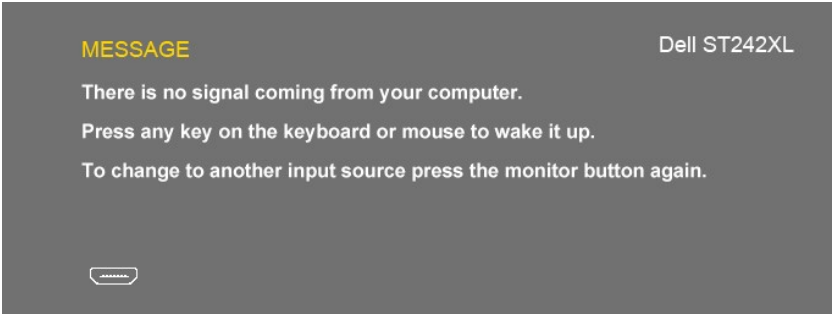 MESSAGE
Dell ST242XL
There is no signal coming from your computer.
Press any key on the keyboard or mouse to wake it up.
To change to another input source press the monitor button again.